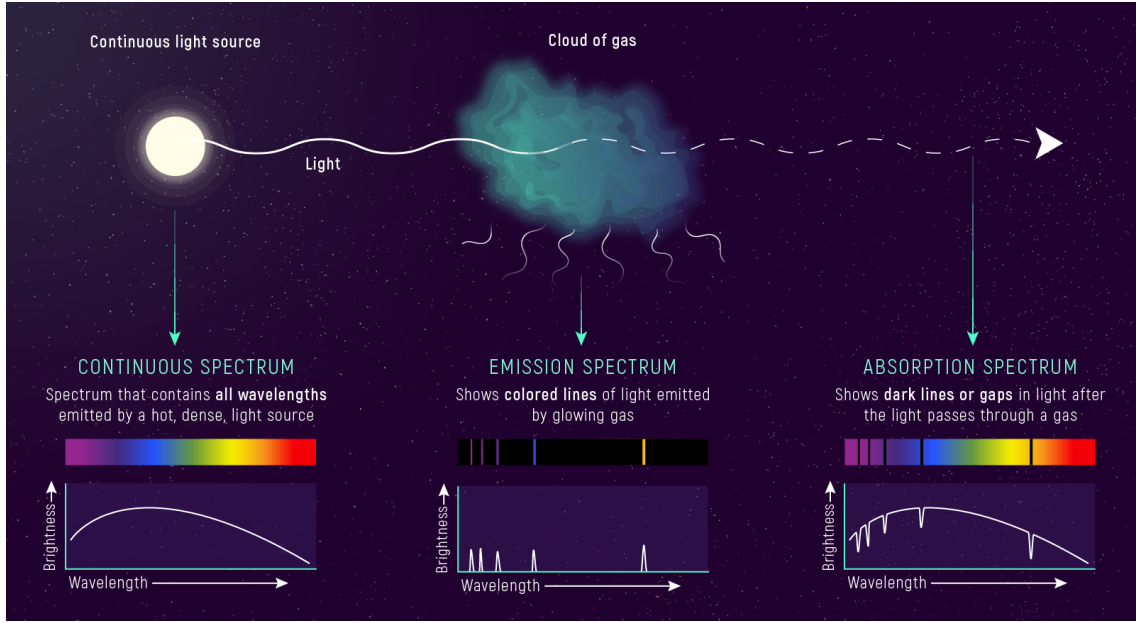 Continuous light source
Cloud of gas
Light
CONTINUOUS SPECTRUM
Spectrum that contains all wavelengths
emitted by a hot, dense, light source
Brightness
Wavelength
EMISSION SPECTRUM
Shows colored lines of light emitted
by glowing gas
Brightness
Wavelength
ABSORPTION SPECTRUM
Shows dark lines or gaps in light after
the light passes through a gas
Brightness
Wavelength